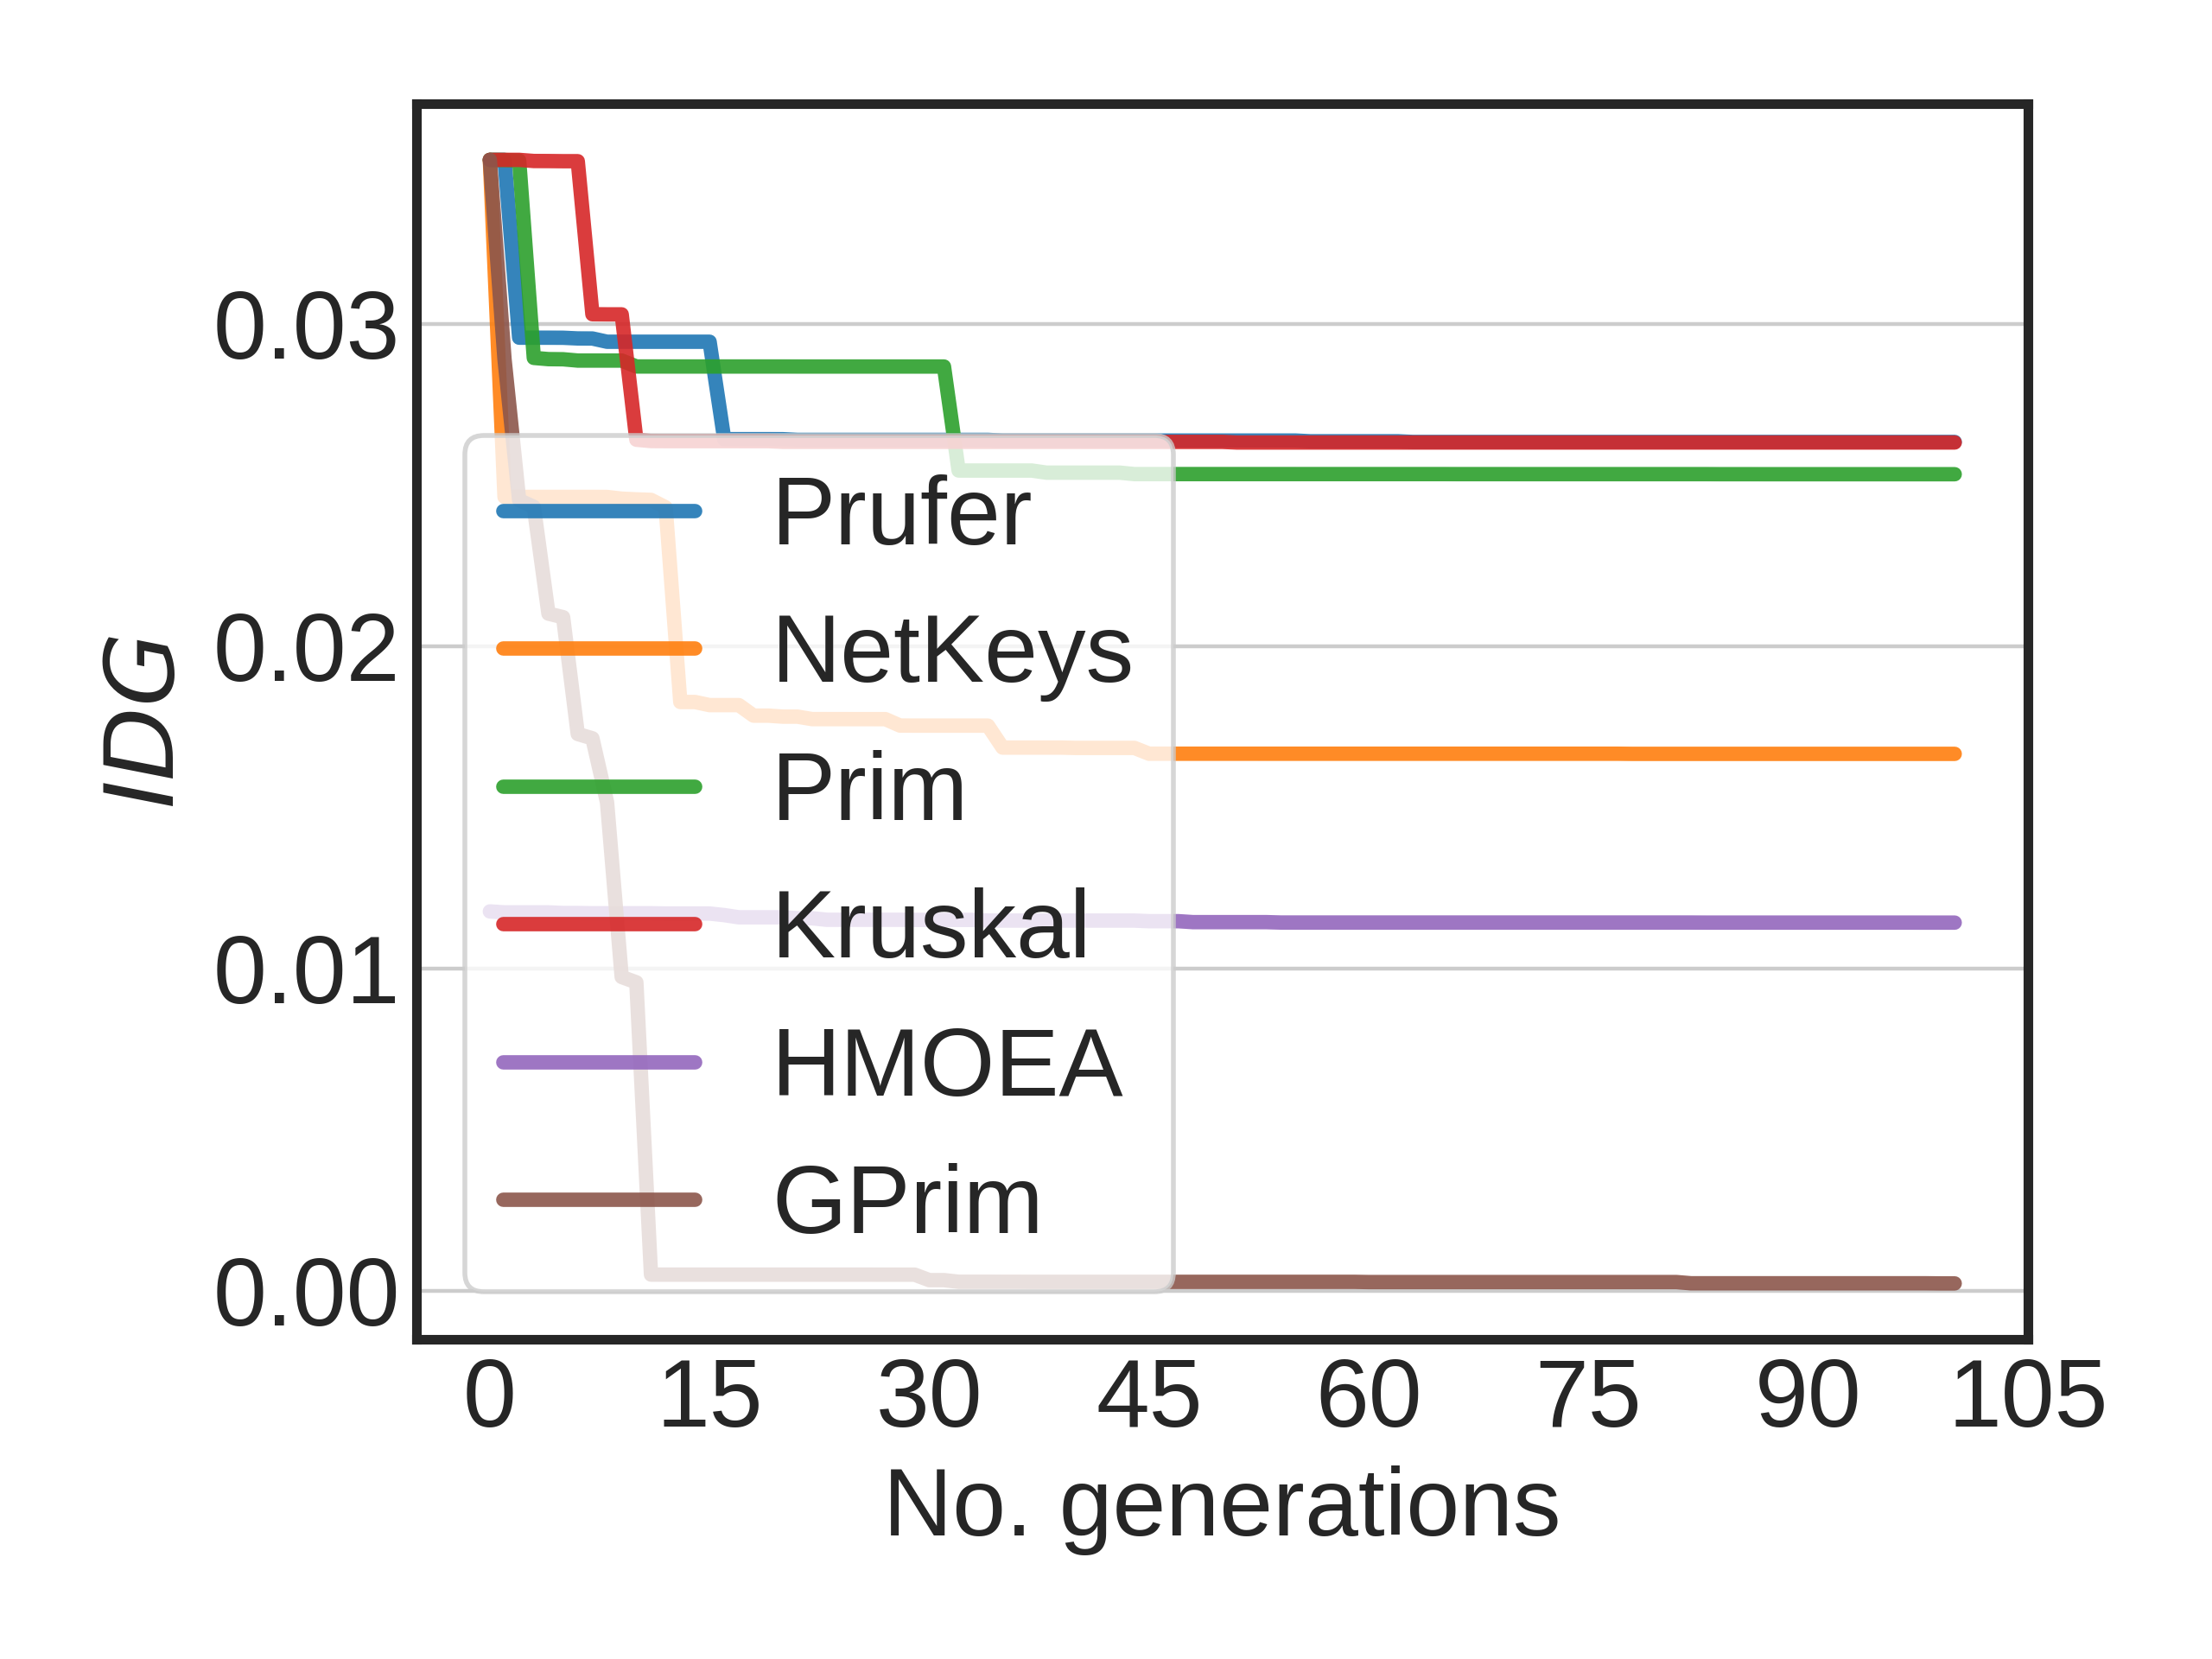 0.03
0.02
0.01
0.00
IDG
Prufer
NetKeys
Prim
Kruskal
HMOEA
GPrim
0 15 30 45 60 75 90 105
No. generations